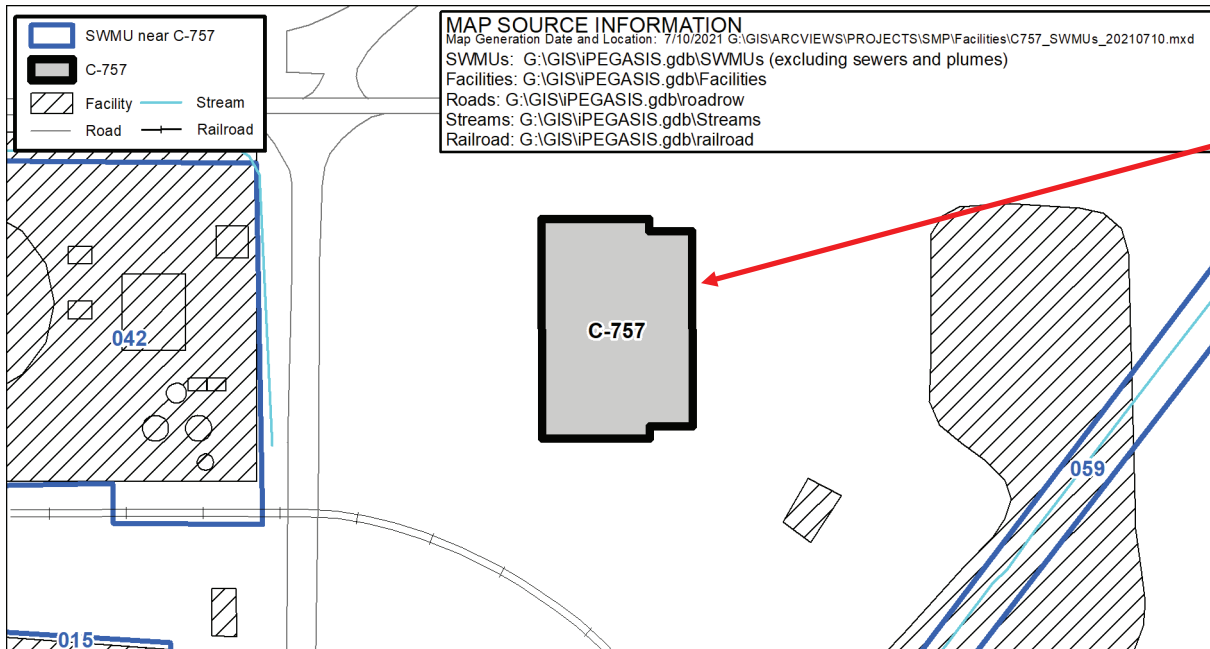 SWMU near C-757
C-757
Facility
Stream
Road
Railroad
MAP SOURCE INFORMATION
Map Generation Date and Location: 7/10/2021 G:\GIS\ARCVIEWS\PROJECTS\SMP\Facilities\C757_SWMUs_20210710.mxd
SWMUs: G:\GIS\iPEGASIS.gdb\SWMUs (excluding sewers and plumes)
Facilities: G:\GIS\iPEGASIS.gdb\Facilities
Roads: G:\GIS\iPEGASIS.gdb\roadrow
Streams: G:\GIS\iPEGASIS.gdb\Streams
Railroad: G:\GIS\iPEGASIS.gdb\railroad
042
C-757
059
015